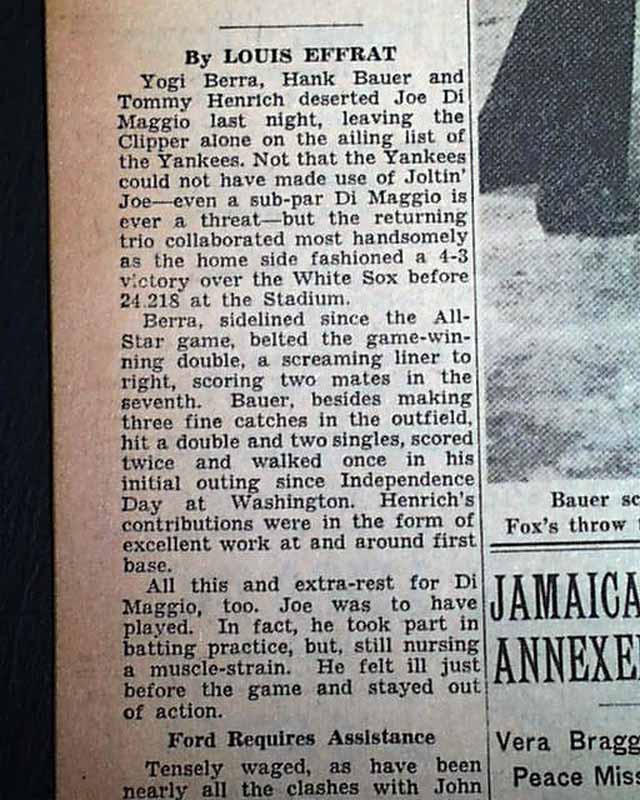 By LOUIS EFFRAT
Yogi Berra, Hank Bauer and
Tommy Henrich deserted Joe Di
Maggio last night, leaving the
Clipper alone on the ailing list of
the Yankees. Not that the Yankees
could not have made use of Joltin'
Joe—even a sub-par Di Maggio is
ever a threat—but the returning
trio collaborated most handsomely
as the home side fashioned a 4-3
victory over the White Sox before
24,218 at the Stadium.
Berra, sidelined since the All-
Star game, belted the game-win-
ning double, a screaming liner to
right, scoring two mates in the
seventh. Bauer, besides making
three fine catches in the outfield,
hit a double and two singles, scored
twice and walked once in his
initial outing since Independence
Day at Washington. Henrich's
contributions were in the form of
excellent work at and around first
base.
All this and extra-rest for Di
Maggio, too. Joe was to have
played. In fact, he took part in
batting practice, but, still nursing
a muscle-strain. He felt ill just
before the game and stayed out
of action.
Ford Requires Assistance
Tensely waged, as have been
nearly all the clashes with John
Bauer sc
Fox's throw
JAMAICA
ANNEXE
Vera Bragg
Peace Miss